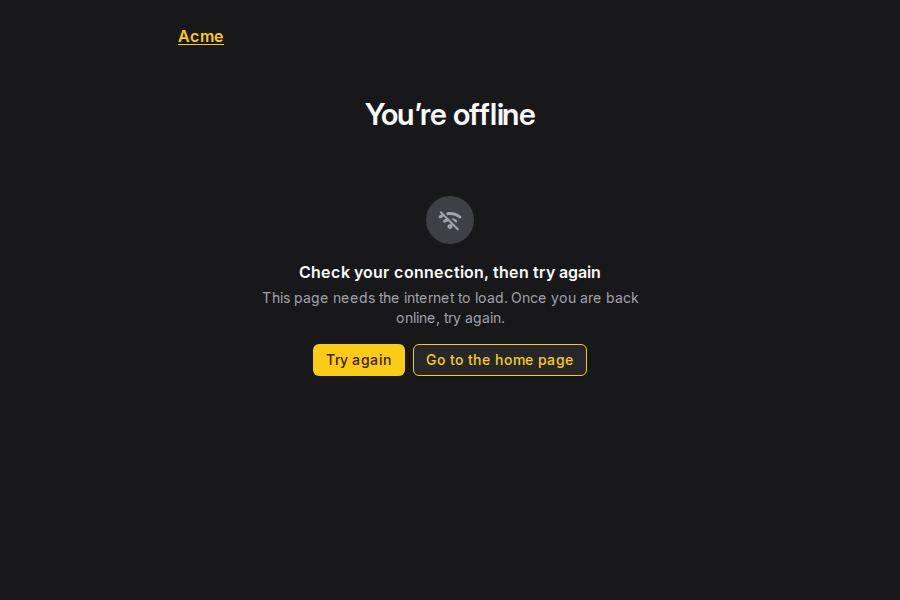 Acme
You’re offline
Check your connection, then try again
This page needs the internet to load. Once you are back
online, try again.
Try again
Go to the home page